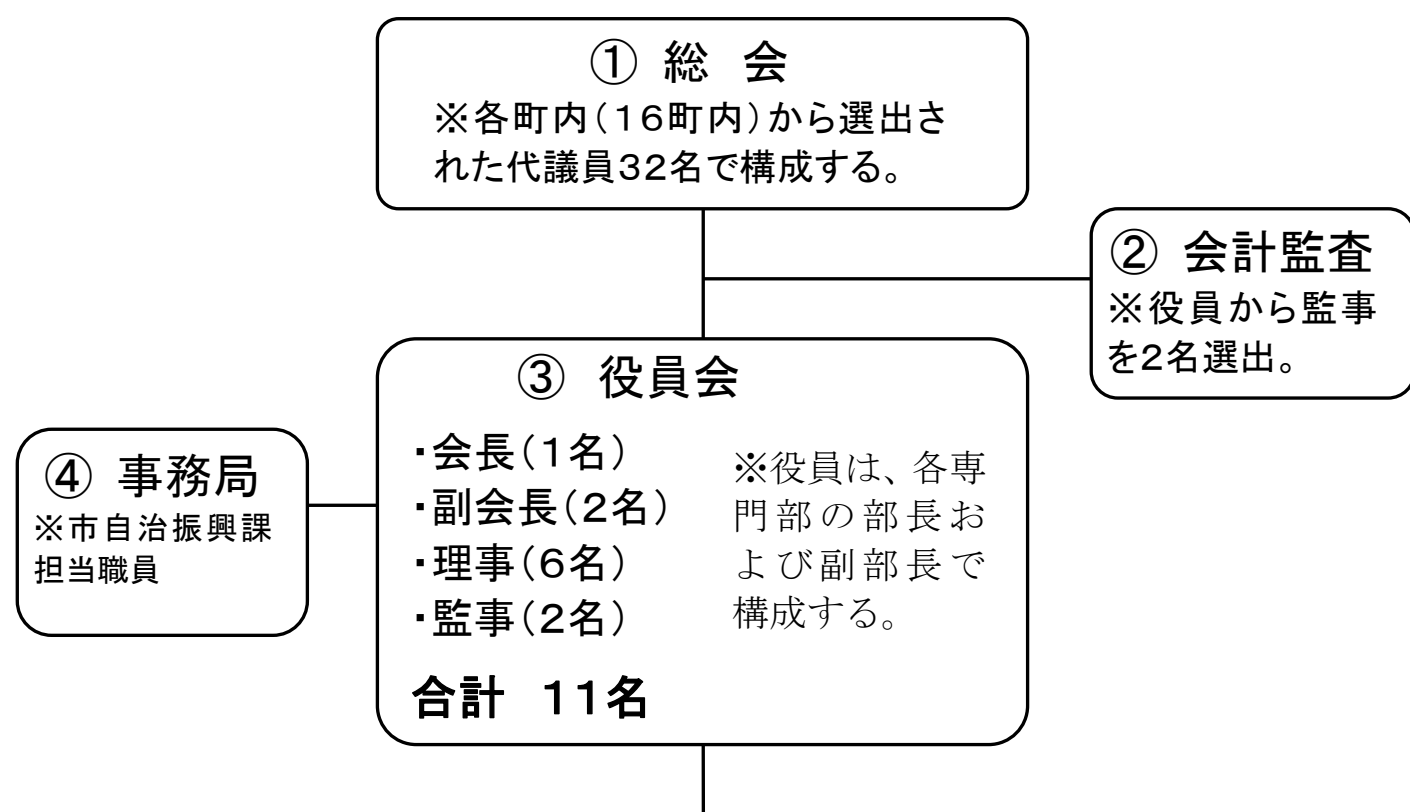 ① 総 会
※各町内(16町内)から選出さ
れた代議員32名で構成する。
② 会計監査
※役員から監事
を2名選出。
③ 役員会
・会長(1名)
・副会長(2名)
・理事(6名)
・監事(2名)
合計 11名
※役員は、各専
門部の部長お
よび副部長で
構成する。
④ 事務局
※市自治振興課
担当職員